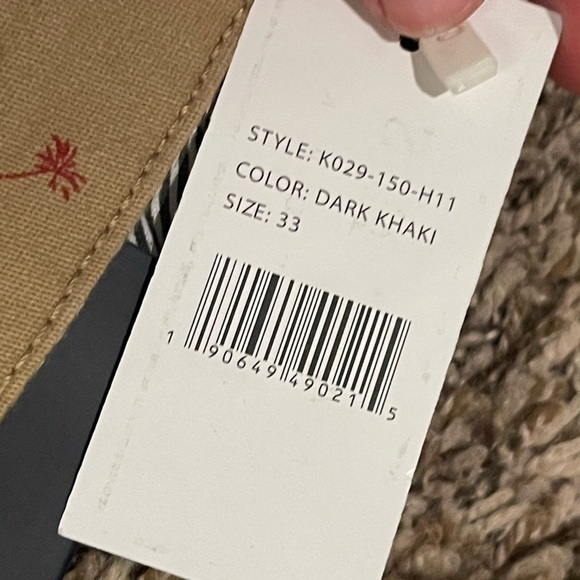 STYLE: K029-150-H11
COLOR: DARK KHAKI
SIZE: 33
1 90649 49021 5